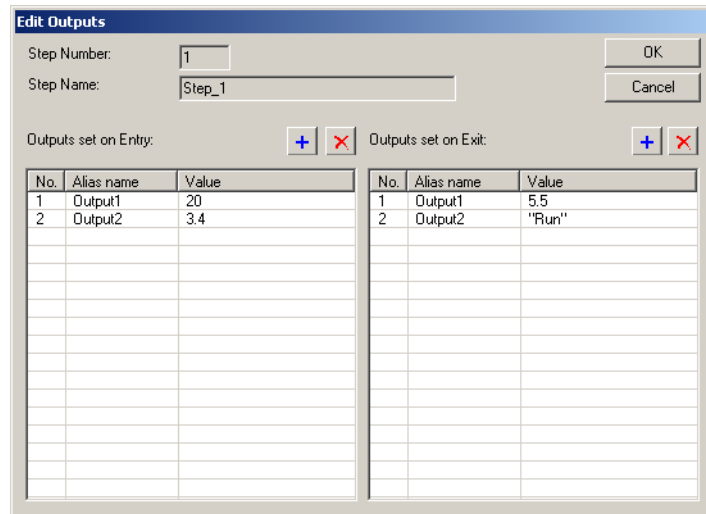 Edit Outputs
Step Number: 1 OK
Step Name: Step_1 Cancel
Outputs set on Entry: + X Outputs set on Exit: + X
No. Alias name Value No. Alias name Value
1 Output1 20 1 Output1 5.5
2 Output2 3.4 2 Output2 "Run"